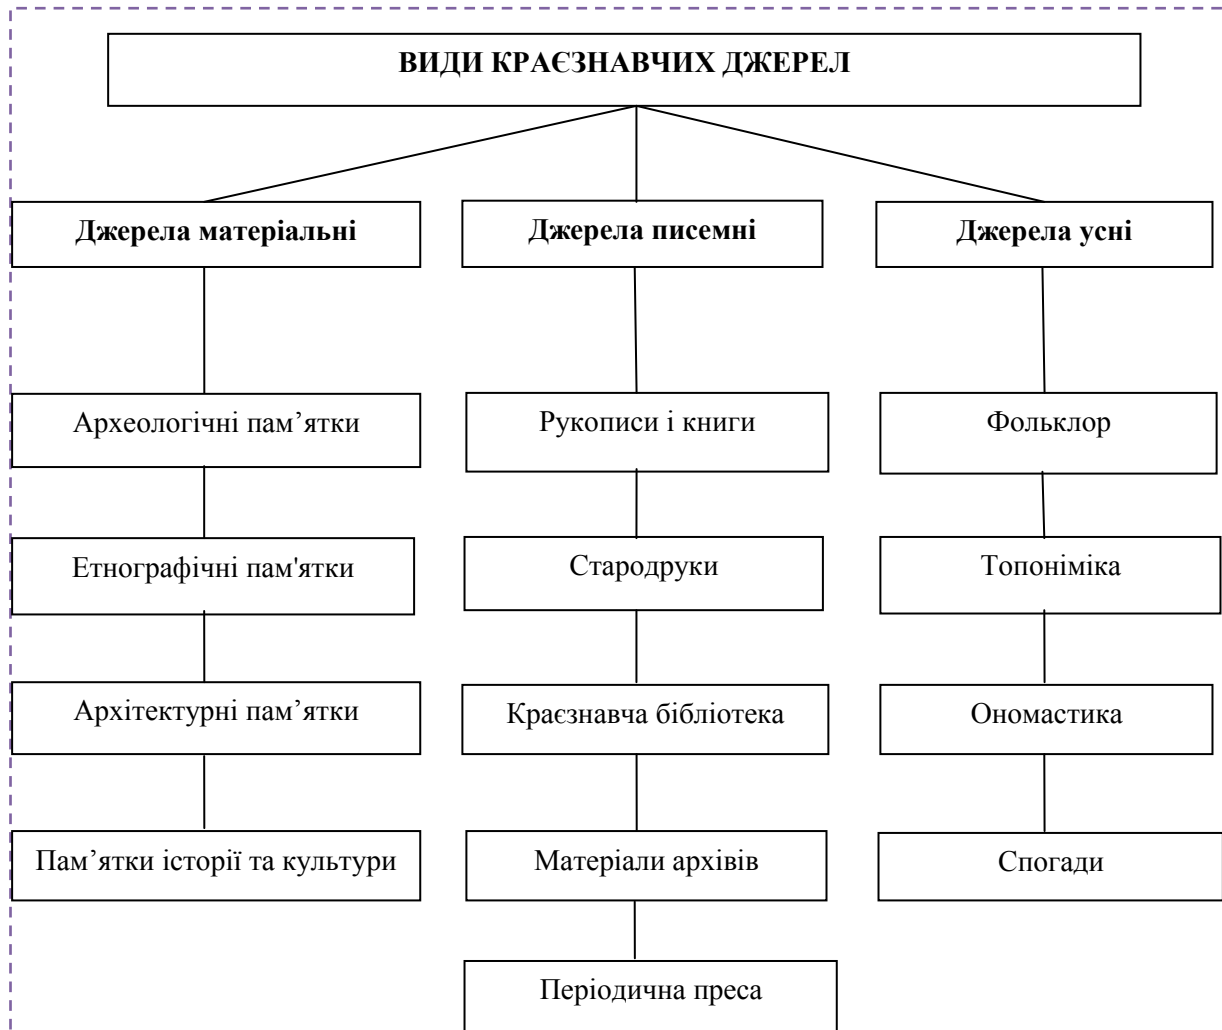 ВИДИ КРАЄЗНАВЧИХ ДЖЕРЕЛ
Джерела матеріальні
Джерела писемні
Джерела усні
Археологічні пам’ятки
Рукописи і книги
Фольклор
Етнографічні пам'ятки
Стародруки
Топоніміка
Архітектурні пам’ятки
Краєзнавча бібліотека
Ономастика
Пам’ятки історії та культури
Матеріали архівів
Спогади
Періодична преса